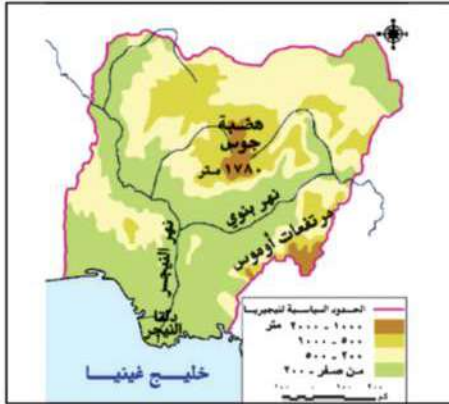 هضبة
جوس
١٧٨٠ متر
نهر بنوي
مرتفعات أوموس
نهر النيجر
دلتا
النيجر
خليج غينيا
الحدود السياسية لنيجيريا
١٠٠٠ - ٢٠٠٠ متر
٥٠٠ - ١٠٠٠
٢٠٠ - ٥٠٠
من صفر - ٢٠٠
كم